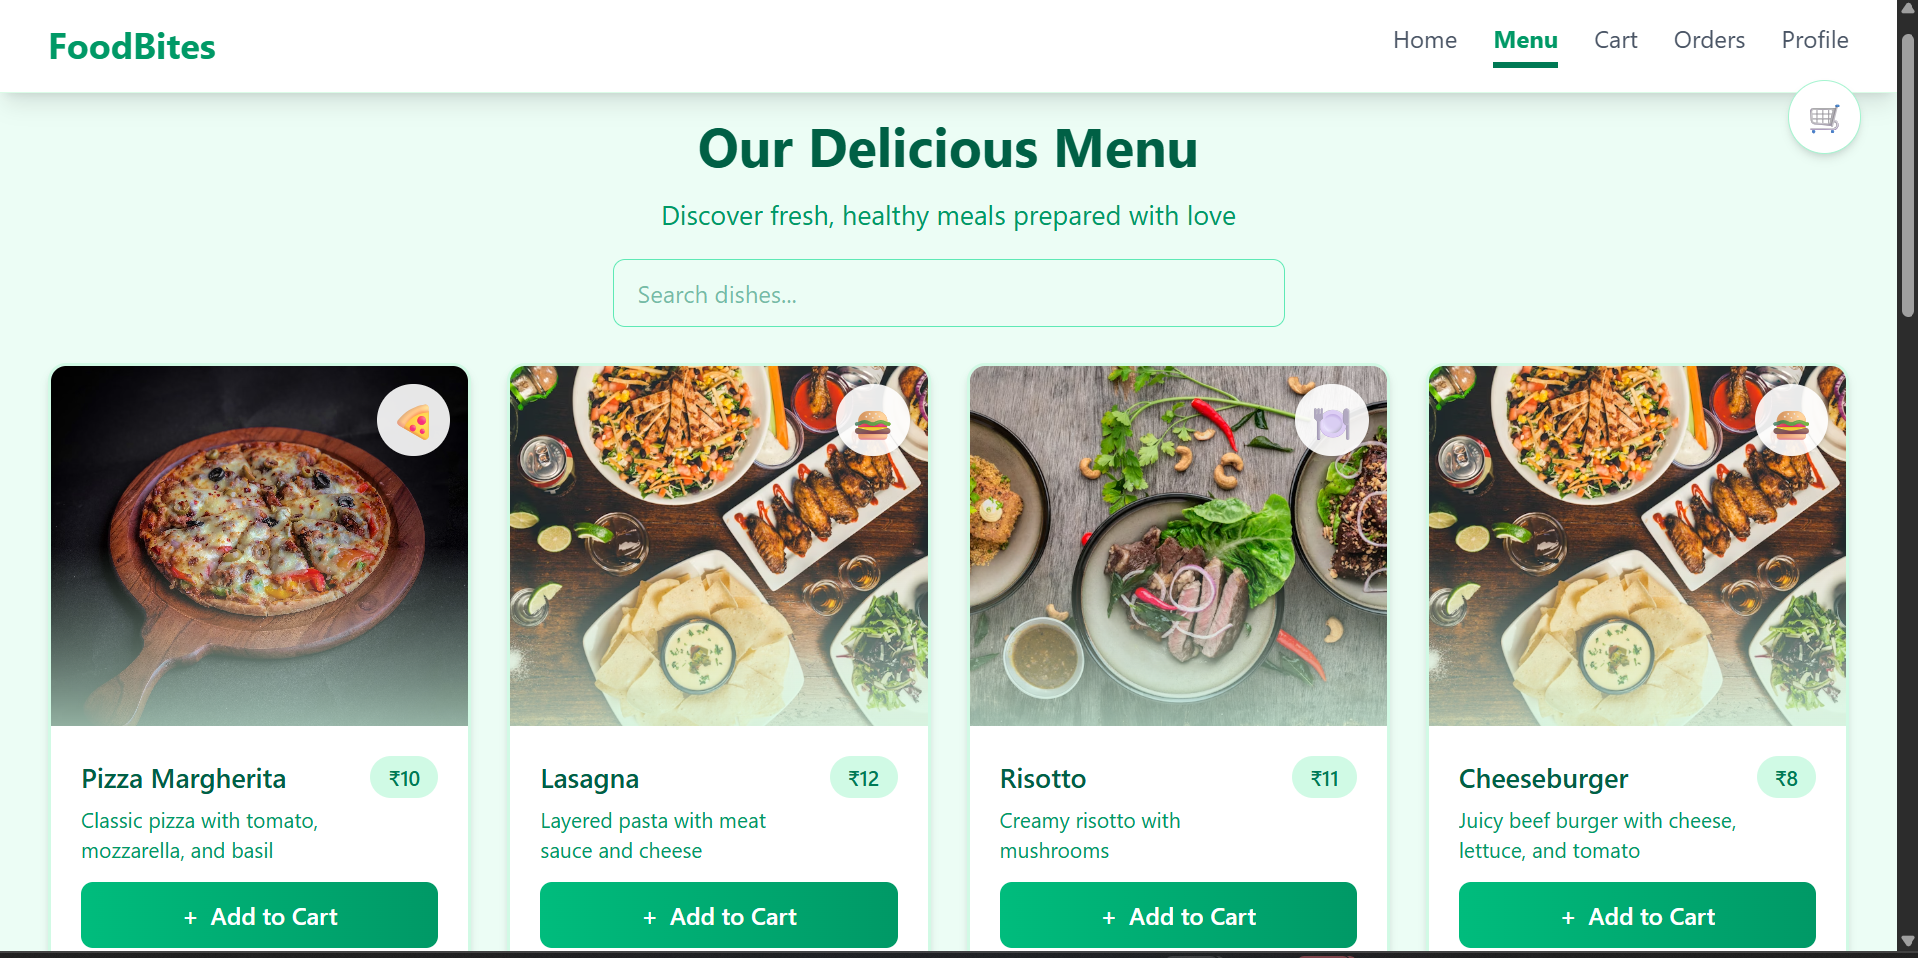 FoodBites
Home Menu Cart Orders Profile
Our Delicious Menu
Discover fresh, healthy meals prepared with love
Search dishes...
Pizza Margherita ₹10
Classic pizza with tomato,
mozzarella, and basil
+ Add to Cart
Lasagna ₹12
Layered pasta with meat
sauce and cheese
+ Add to Cart
Risotto ₹11
Creamy risotto with
mushrooms
+ Add to Cart
Cheeseburger ₹8
Juicy beef burger with cheese,
lettuce, and tomato
+ Add to Cart